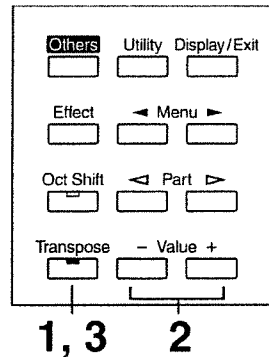 Others Utility Display/Exit
Effect ◄ Menu ►
Oct Shift ◁ Part ▷
Transpose − Value +
1, 3 2